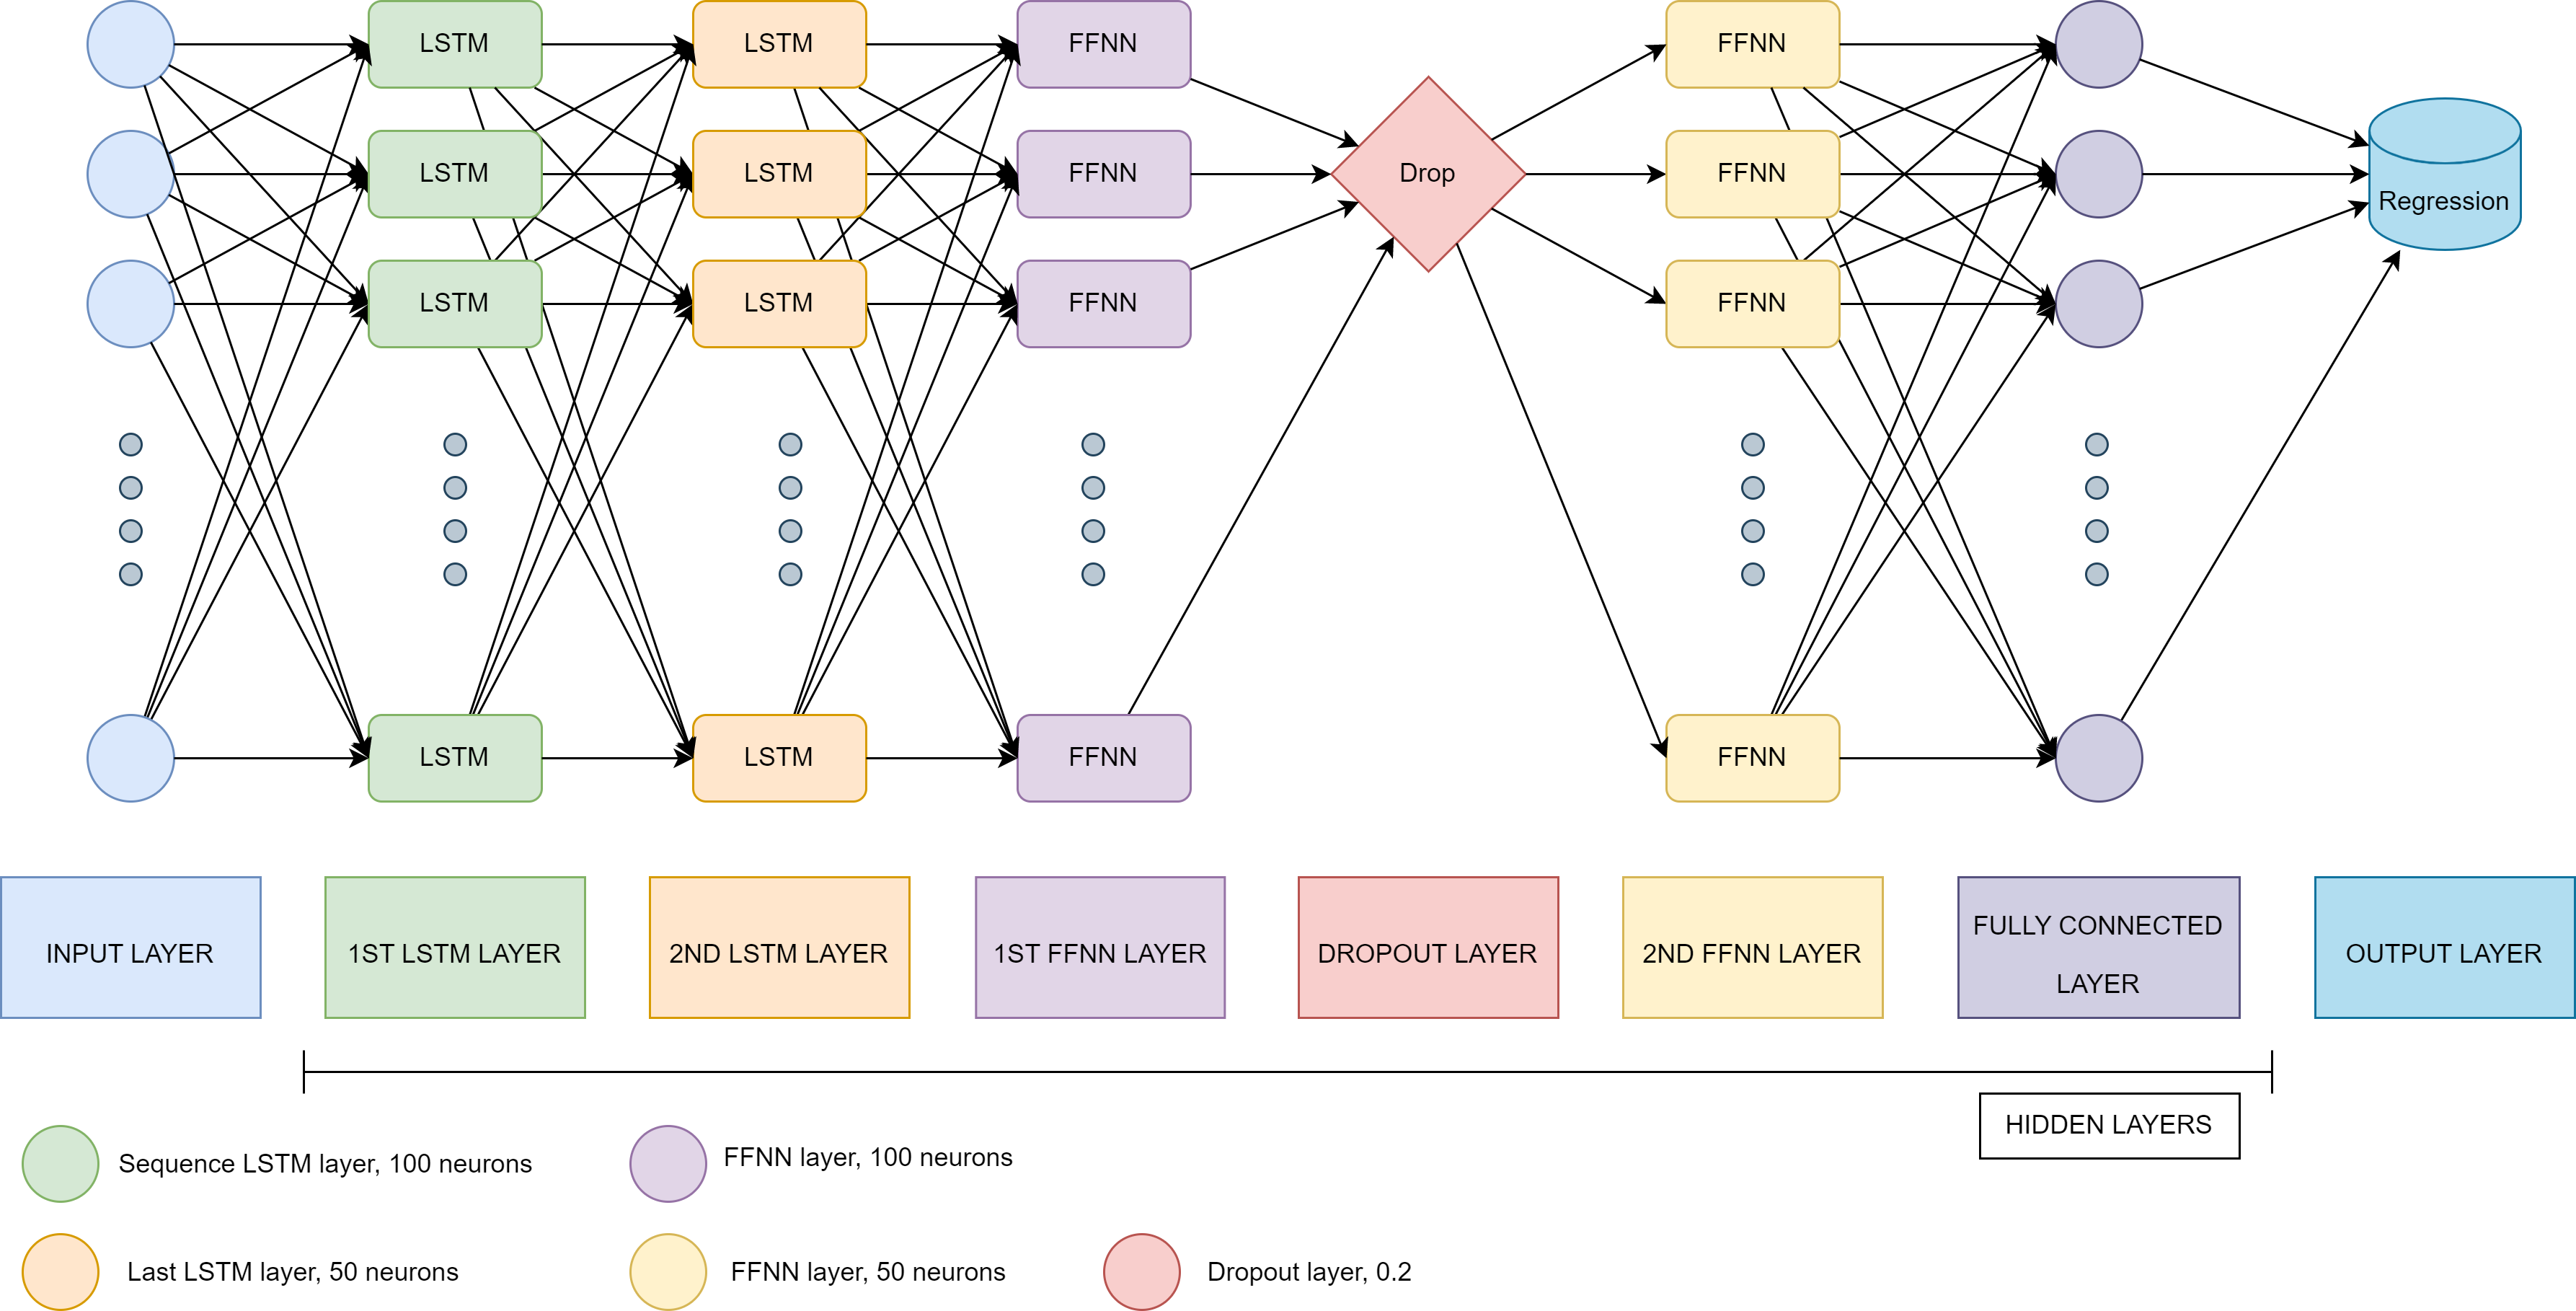 LSTM
LSTM
FFNN
FFNN
LSTM
LSTM
FFNN
Drop
FFNN
Regression
LSTM
LSTM
FFNN
FFNN
LSTM
LSTM
FFNN
FFNN
INPUT LAYER
1ST LSTM LAYER
2ND LSTM LAYER
1ST FFNN LAYER
DROPOUT LAYER
2ND FFNN LAYER
FULLY CONNECTED
LAYER
OUTPUT LAYER
HIDDEN LAYERS
Sequence LSTM layer, 100 neurons
FFNN layer, 100 neurons
Last LSTM layer, 50 neurons
FFNN layer, 50 neurons
Dropout layer, 0.2